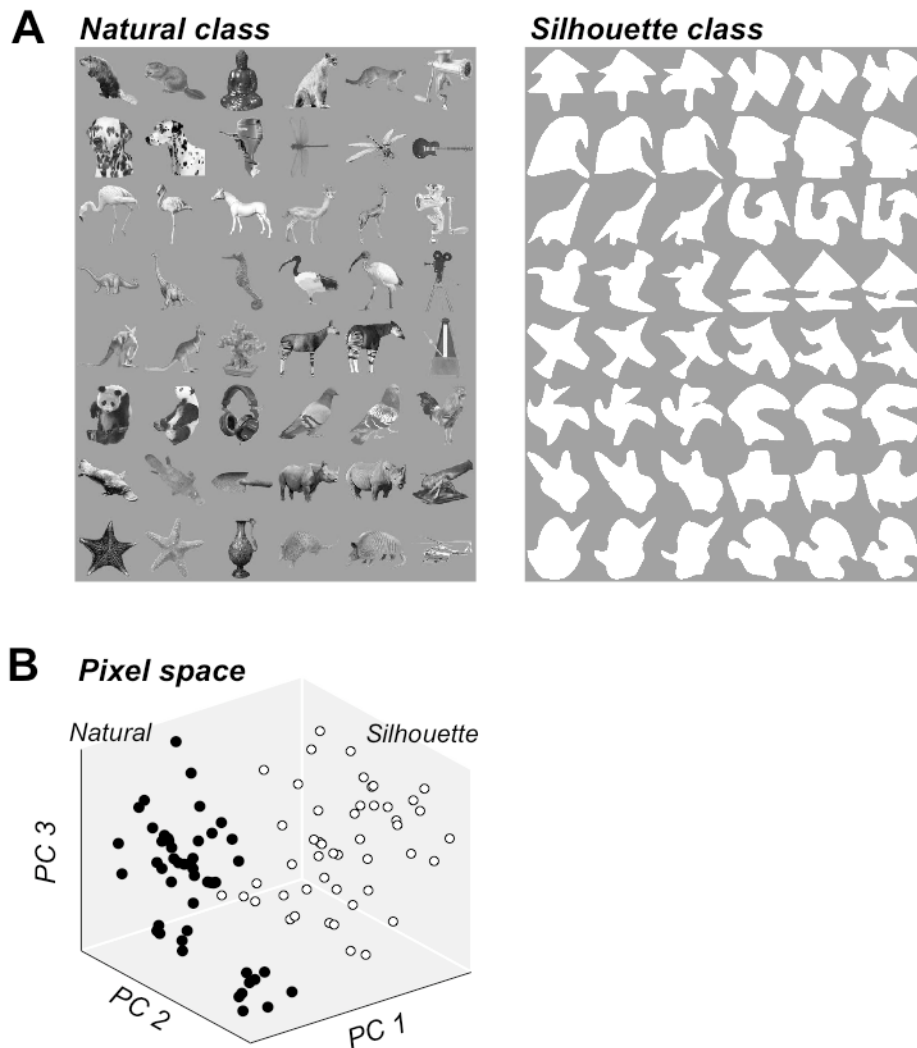 A
Natural class
Silhouette class
B
Pixel space
Natural
Silhouette
PC 3
PC 2
PC 1